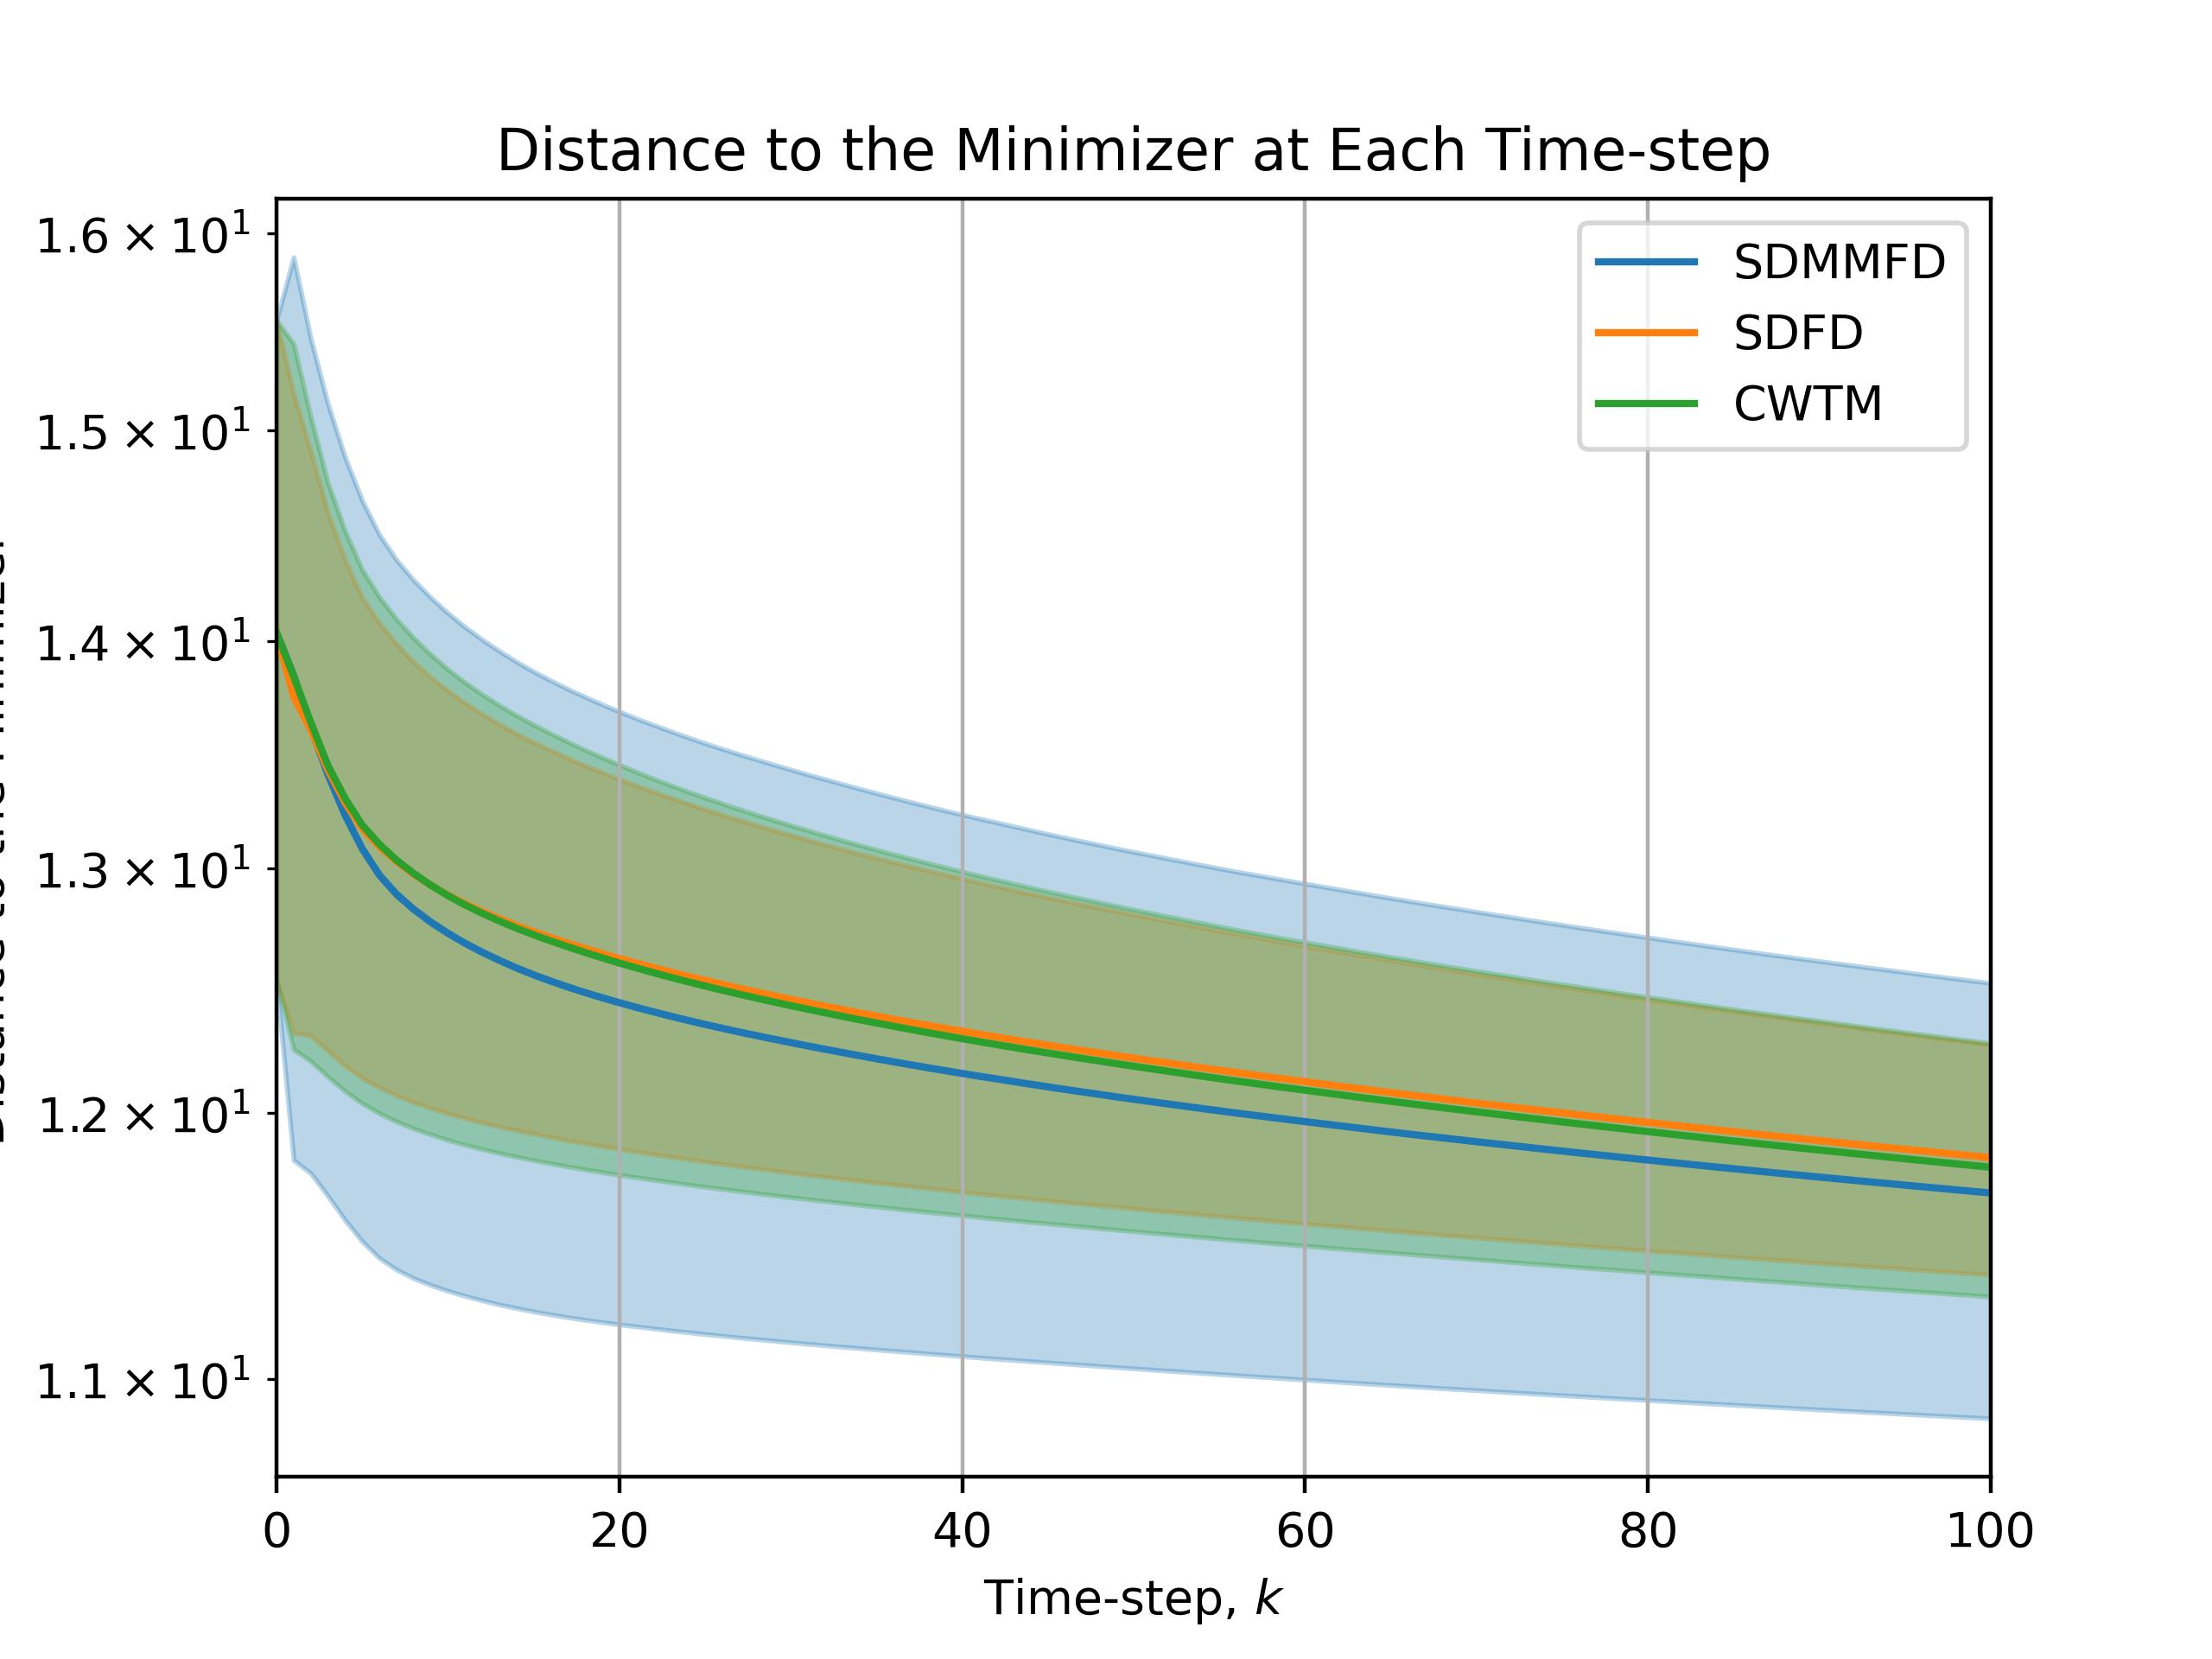 Distance to the Minimizer at Each Time-step
1.6 × 10¹
1.5 × 10¹
1.4 × 10¹
1.3 × 10¹
1.2 × 10¹
1.1 × 10¹
SDMMFD
SDFD
CWTM
0 20 40 60 80 100
Time-step, k